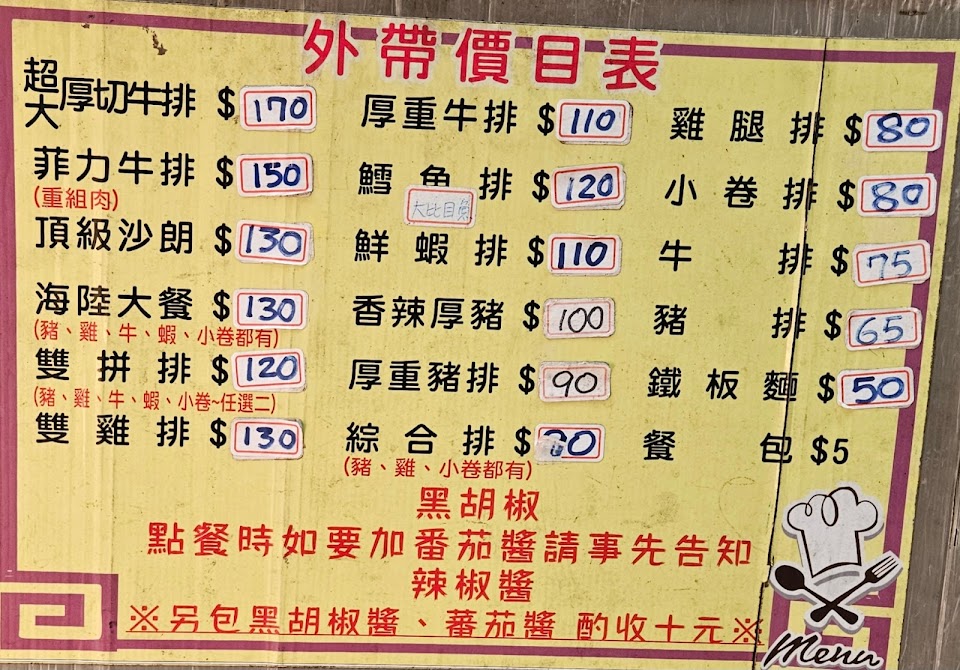 外帶價目表
超大厚切牛排 $170
菲力牛排 $150
(重組肉)
頂級沙朗 $130
海陸大餐 $130
(豬、雞、牛、蝦、小卷都有)
雙拼排 $120
(豬、雞、牛、蝦、小卷~任選二)
雙雞排 $130
厚重牛排 $110
鱈魚排 $120
大比目魚
鮮蝦排 $110
香辣厚豬 $100
厚重豬排 $90
綜合排 $80
(豬、雞、小卷都有)
雞腿排 $80
小卷排 $80
牛排 $75
豬排 $65
鐵板麵 $50
餐包 $5
黑胡椒
點餐時如要加番茄醬請事先告知
辣椒醬
※另包黑胡椒醬、蕃茄醬 酌收十元※
Menu